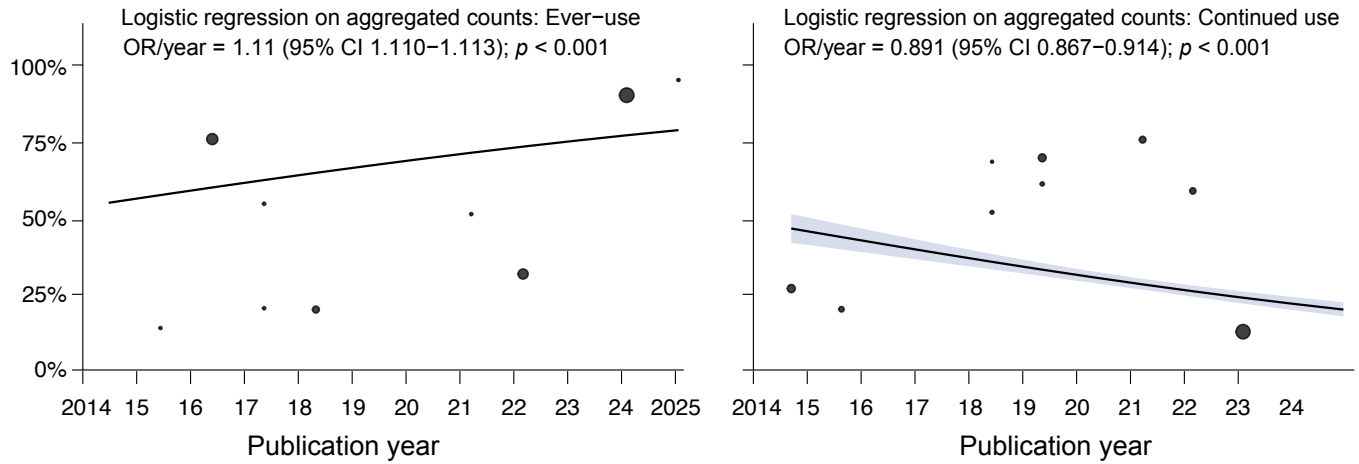 Logistic regression on aggregated counts: Ever−use
OR/year = 1.11 (95% CI 1.110−1.113); p < 0.001
100%
75%
50%
25%
0%
2014 15 16 17 18 19 20 21 22 23 24 2025
Publication year
Logistic regression on aggregated counts: Continued use
OR/year = 0.891 (95% CI 0.867−0.914); p < 0.001
2014 15 16 17 18 19 20 21 22 23 24
Publication year